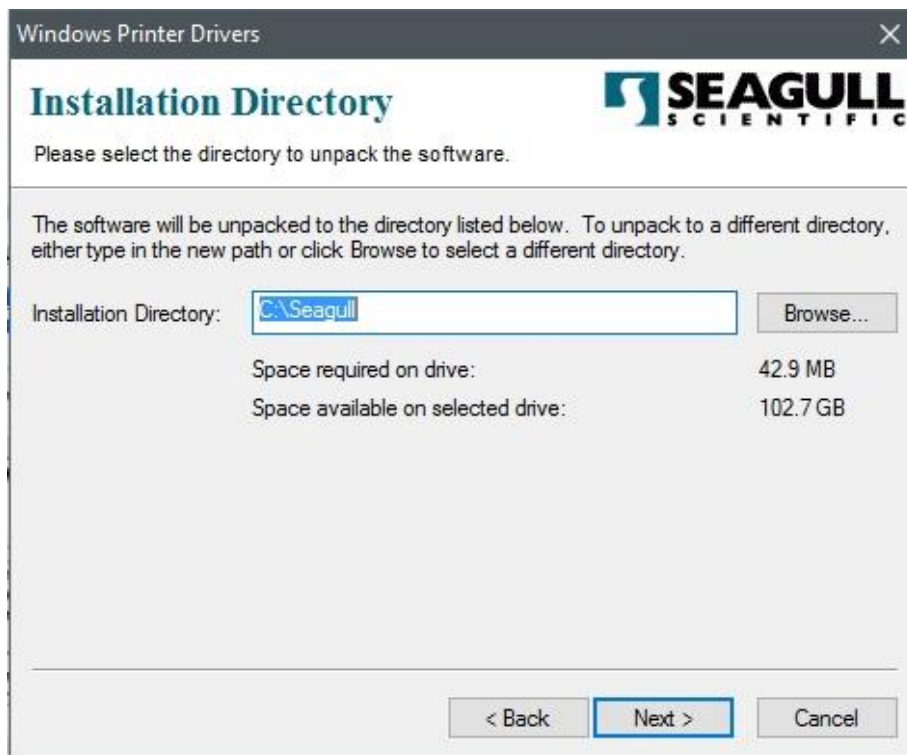 Windows Printer Drivers
Installation Directory
SEAGULL
SCIENTIFIC
Please select the directory to unpack the software.
The software will be unpacked to the directory listed below.  To unpack to a different directory,
either type in the new path or click Browse to select a different directory.
Installation Directory: C:\Seagull Browse...
Space required on drive: 42.9 MB
Space available on selected drive: 102.7 GB
< Back Next > Cancel